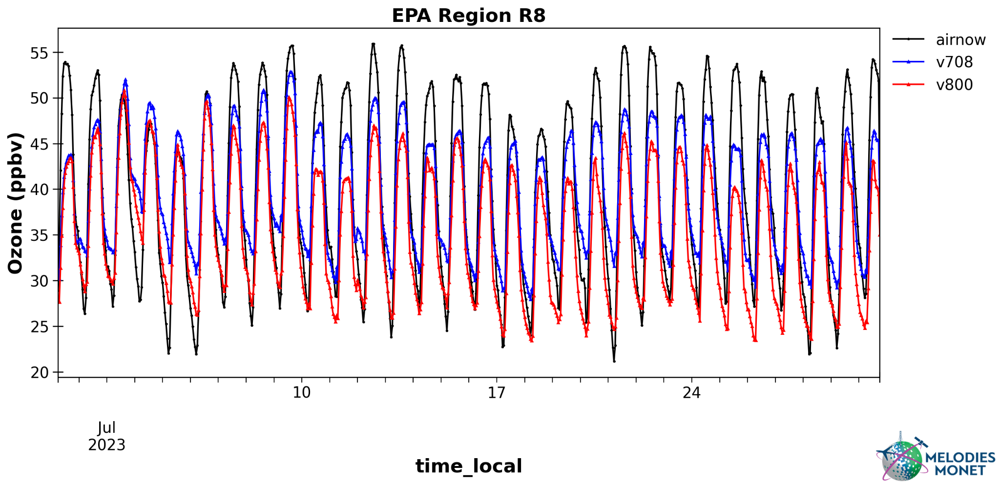 EPA Region R8
airnow
v708
v800
Ozone (ppbv)
55
50
45
40
35
30
25
20
10
17
24
Jul
2023
time_local
MELODIES
MONET